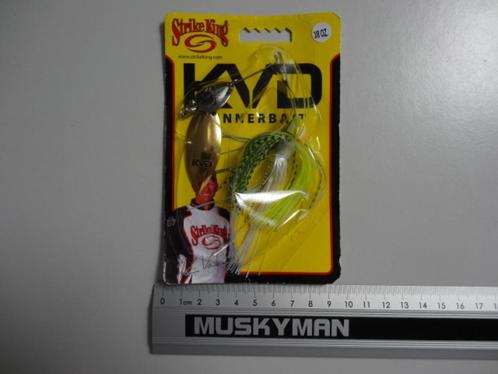 Strike King
www.strikeking.com
3/8 OZ.
KVD
NNERBAIT
KVD
Strike King
0 1cm 2 3 4 5 6 7 8 9 10 11 12 13 14 15 16 17
MUSKYMAN